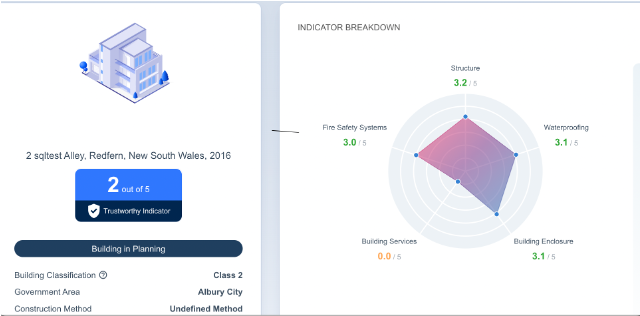 INDICATOR BREAKDOWN
Structure
3.2 / 5
Fire Safety Systems
3.0 / 5
Waterproofing
3.1 / 5
Building Services
0.0 / 5
Building Enclosure
3.1 / 5
2 sqltest Alley, Redfern, New South Wales, 2016
2 out of 5
Trustworthy Indicator
Building in Planning
Building Classification ? Class 2
Government Area Albury City
Construction Method Undefined Method